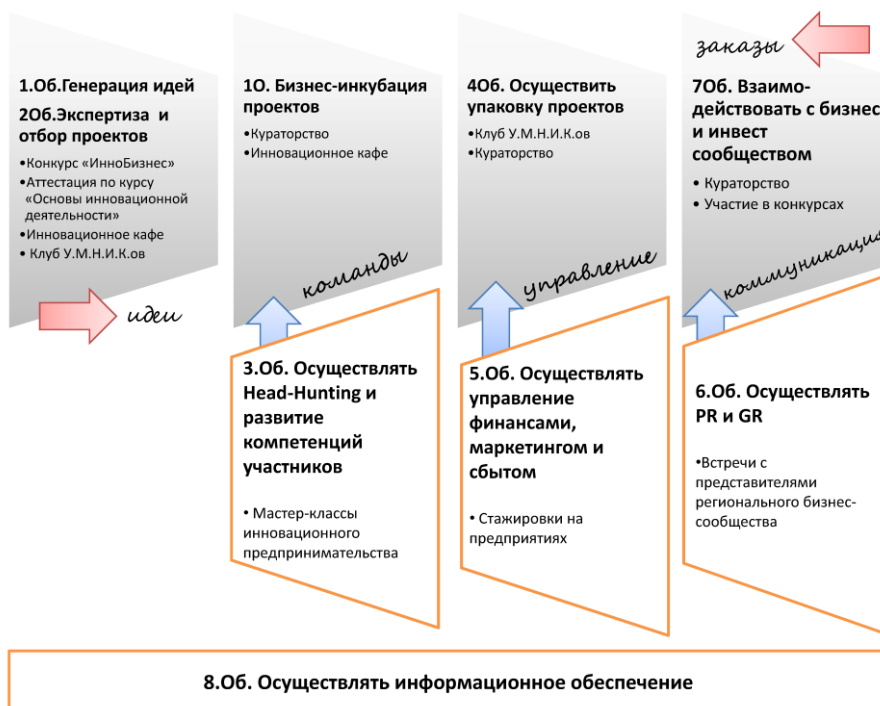 1.Об.Генерация идей
2Об.Экспертиза и
отбор проектов
•Конкурс «ИнноБизнес»
•Аттестация по курсу
«Основы инновационной
деятельности»
•Инновационное кафе
• Клуб У.М.Н.И.К.ов
идеи
1О. Бизнес-инкубация
проектов
•Кураторство
•Инновационное кафе
команды
4Об. Осуществить
упаковку проектов
•Клуб У.М.Н.И.К.ов
•Кураторство
управление
заказы
7Об. Взаимо-
действовать с бизнес
и инвест
сообществом
• Кураторство
• Участие в конкурсах
коммуникация
3.Об. Осуществлять
Head-Hunting и
развитие
компетенций
участников
• Мастер-классы
инновационного
предпринимательства
5.Об. Осуществлять
управление
финансами,
маркетингом и
сбытом
• Стажировки на
предприятиях
6.Об. Осуществлять
PR и GR
•Встречи с
представителями
регионального бизнес-
сообщества
8.Об. Осуществлять информационное обеспечение